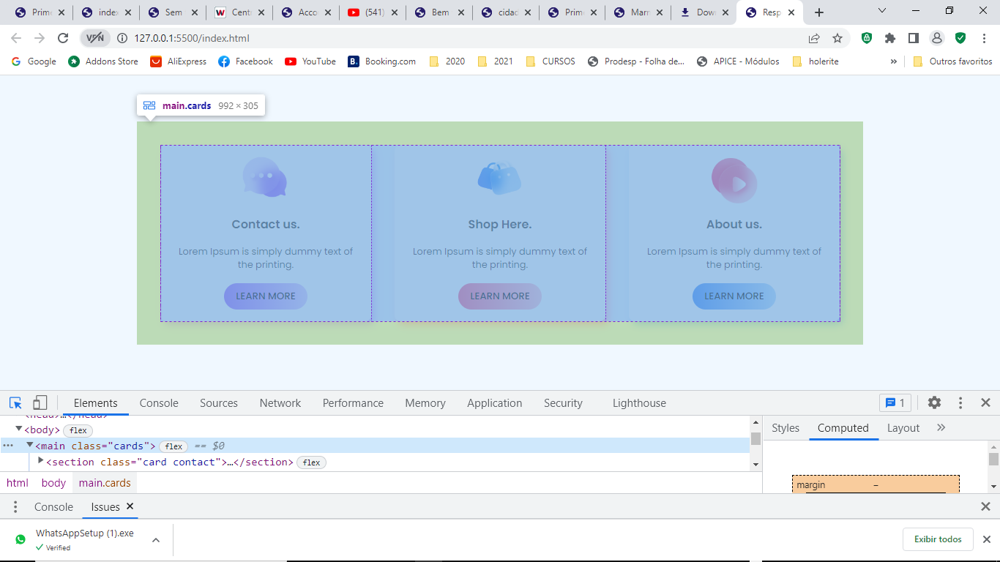 Prime
index
Sem
Cent
Acco
(541)
Bem
cidad
Prime
Marr
Dow
Resp
VPN
127.0.0.1:5500/index.html
Google
Addons Store
AliExpress
Facebook
YouTube
Booking.com
2020
2021
CURSOS
Prodesp - Folha de...
APICE - Módulos
holerite
»
Outros favoritos
main.cards 992 × 305
Contact us.
Lorem Ipsum is simply dummy text of
the printing.
LEARN MORE
Shop Here.
Lorem Ipsum is simply dummy text of
the printing.
LEARN MORE
About us.
Lorem Ipsum is simply dummy text of
the printing.
LEARN MORE
Elements
Console
Sources
Network
Performance
Memory
Application
Security
Lighthouse
1
<head>…</head>
<body> flex
<main class="cards"> flex == $0
<section class="card contact">…</section> flex
html
body
main.cards
Styles
Computed
Layout
»
margin
–
Console
Issues
WhatsAppSetup (1).exe
Verified
Exibir todos